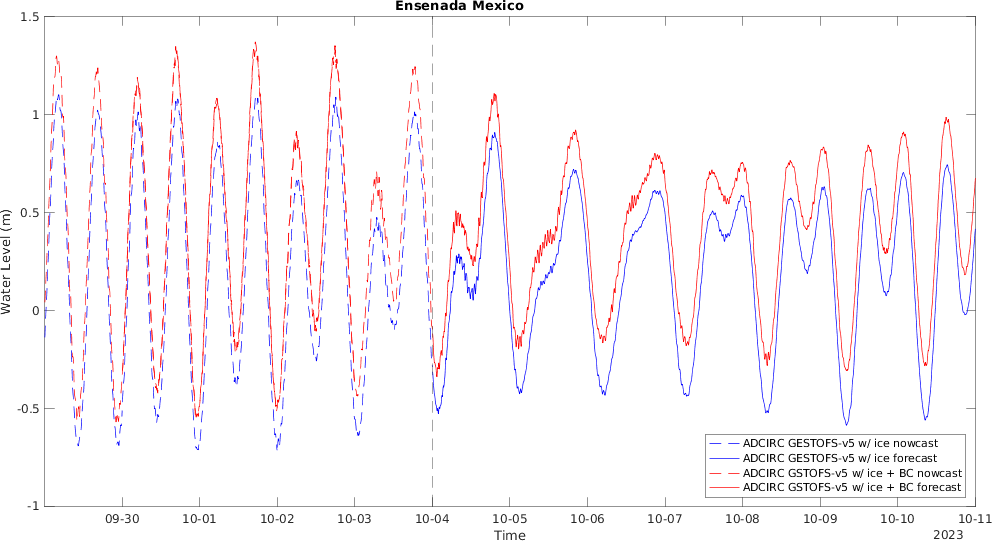 Ensenada Mexico
1.5
1
0.5
0
-0.5
-1
Water Level (m)
09-30
10-01
10-02
10-03
10-04
10-05
10-06
10-07
10-08
10-09
10-10
10-11
Time
2023
ADCIRC GESTOFS-v5 w/ ice nowcast
ADCIRC GESTOFS-v5 w/ ice forecast
ADCIRC GSTOFS-v5 w/ ice + BC nowcast
ADCIRC GSTOFS-v5 w/ ice + BC forecast